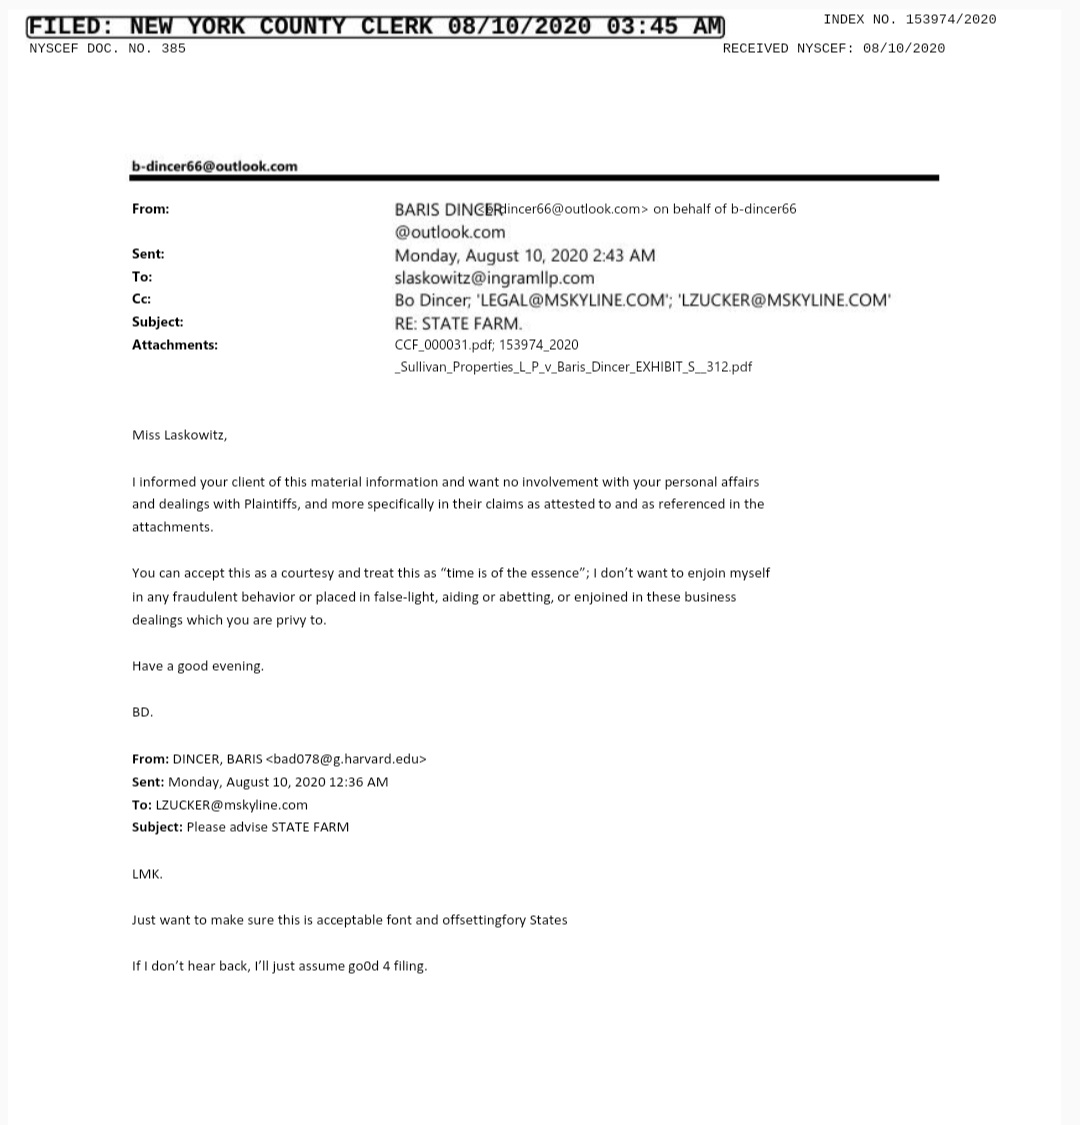 FILED: NEW YORK COUNTY CLERK 08/10/2020 03:45 AM
INDEX NO. 153974/2020
NYSCEF DOC. NO. 385
RECEIVED NYSCEF: 08/10/2020
b-dincer66@outlook.com
From: BARIS DINCER dincer66@outlook.com> on behalf of b-dincer66
@outlook.com
Sent: Monday, August 10, 2020 2:43 AM
To: slaskowitz@ingramllp.com
Cc: Bo Dincer; 'LEGAL@MSKYLINE.COM'; 'LZUCKER@MSKYLINE.COM'
Subject: RE: STATE FARM.
Attachments: CCF_000031.pdf; 153974_2020
_Sullivan_Properties_L_P_v_Baris_Dincer_EXHIBIT_S__312.pdf
Miss Laskowitz,
I informed your client of this material information and want no involvement with your personal affairs
and dealings with Plaintiffs, and more specifically in their claims as attested to and as referenced in the
attachments.
You can accept this as a courtesy and treat this as “time is of the essence”; I don’t want to enjoin myself
in any fraudulent behavior or placed in false-light, aiding or abetting, or enjoined in these business
dealings which you are privy to.
Have a good evening.
BD.
From: DINCER, BARIS <bad078@g.harvard.edu>
Sent: Monday, August 10, 2020 12:36 AM
To: LZUCKER@mskyline.com
Subject: Please advise STATE FARM
LMK.
Just want to make sure this is acceptable font and offsettingfory States
If I don’t hear back, I’ll just assume go0d 4 filing.